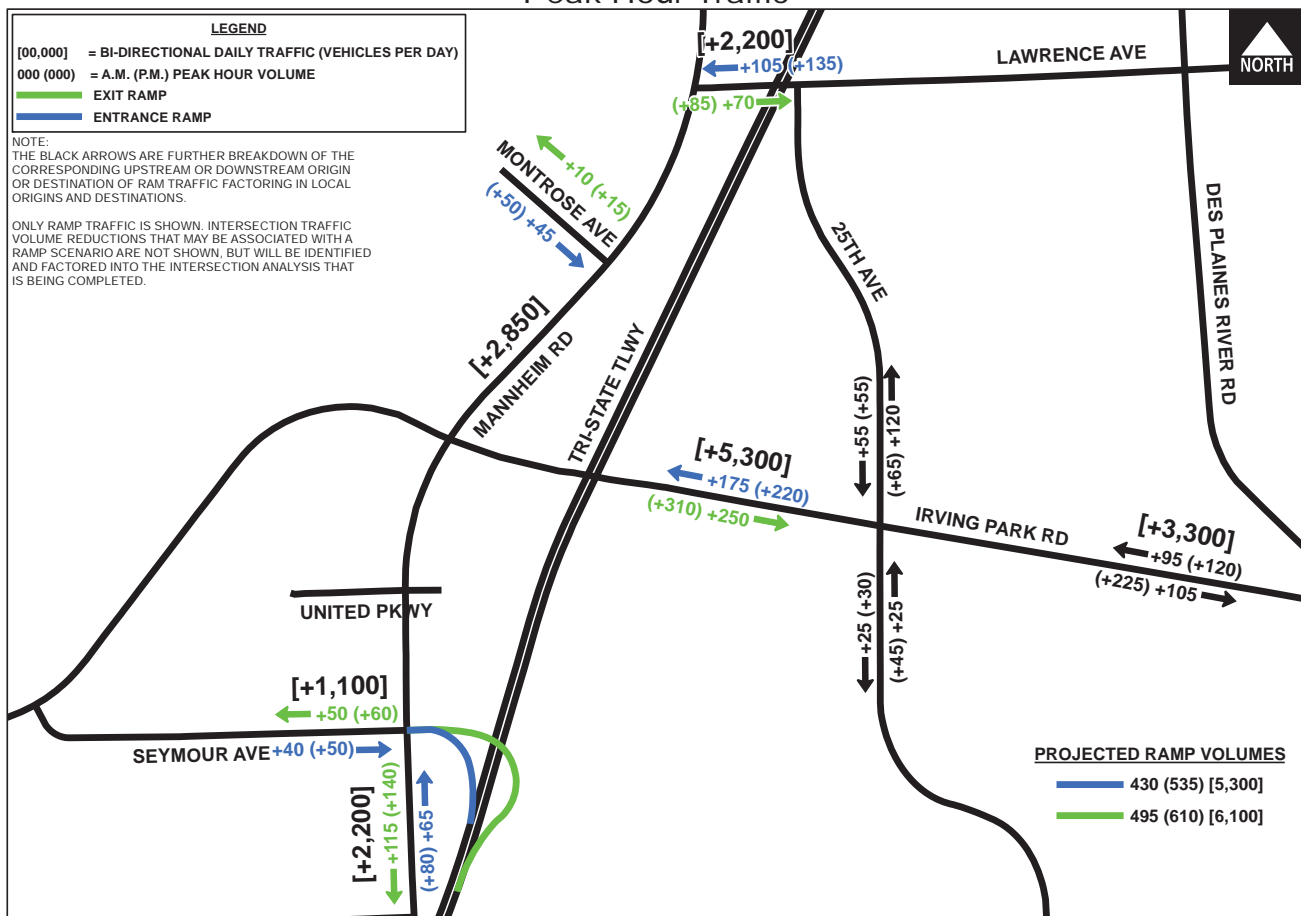 Peak Hour Traffic
LEGEND
[00,000] = BI-DIRECTIONAL DAILY TRAFFIC (VEHICLES PER DAY)
000 (000) = A.M. (P.M.) PEAK HOUR VOLUME
EXIT RAMP
ENTRANCE RAMP
NOTE:
THE BLACK ARROWS ARE FURTHER BREAKDOWN OF THE
CORRESPONDING UPSTREAM OR DOWNSTREAM ORIGIN
OR DESTINATION OF RAM TRAFFIC FACTORING IN LOCAL
ORIGINS AND DESTINATIONS.
ONLY RAMP TRAFFIC IS SHOWN. INTERSECTION TRAFFIC
VOLUME REDUCTIONS THAT MAY BE ASSOCIATED WITH A
RAMP SCENARIO ARE NOT SHOWN, BUT WILL BE IDENTIFIED
AND FACTORED INTO THE INTERSECTION ANALYSIS THAT
IS BEING COMPLETED.
[+2,200]
+105 (+135)
(+85) +70
LAWRENCE AVE
NORTH
+10 (+15)
MONTROSE AVE
(+50) +45
25TH AVE
DES PLAINES RIVER RD
[+2,850]
MANNHEIM RD
TRI-STATE TLWY
+55 (+55)
(+65) +120
[+5,300]
+175 (+220)
(+310) +250
IRVING PARK RD
[+3,300]
+95 (+120)
(+225) +105
+25 (+30)
(+45) +25
UNITED PKWY
[+1,100]
+50 (+60)
SEYMOUR AVE
+40 (+50)
[+2,200]
+115 (+140)
(+80) +65
PROJECTED RAMP VOLUMES
430 (535) [5,300]
495 (610) [6,100]